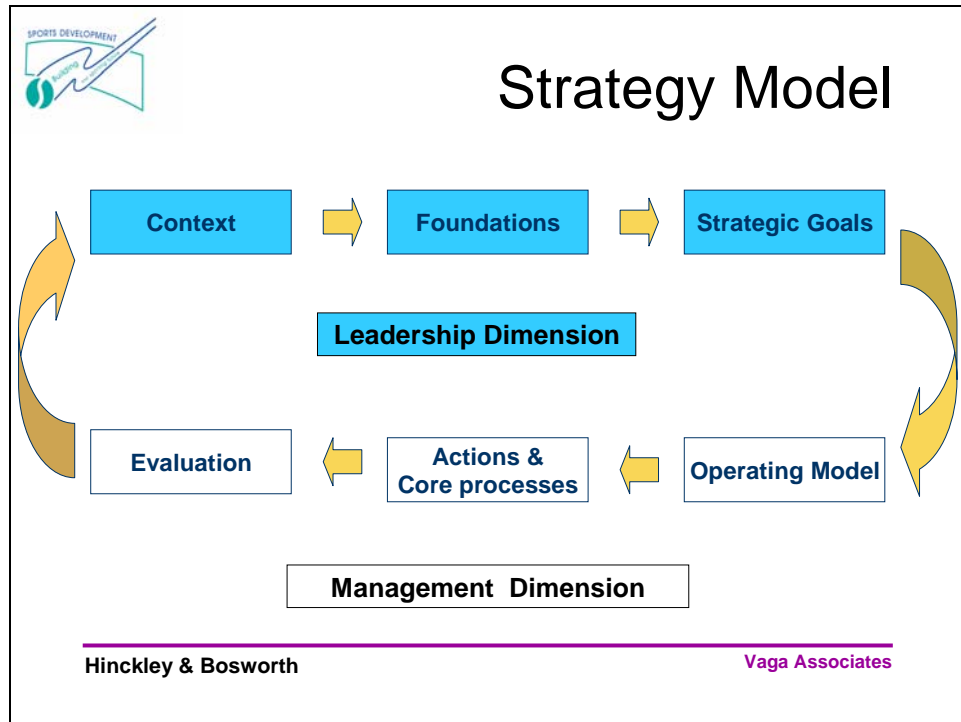 SPORTS DEVELOPMENT
Building
Strategy Model
Context
Foundations
Strategic Goals
Leadership Dimension
Evaluation
Actions &
Core processes
Operating Model
Management Dimension
Hinckley & Bosworth
Vaga Associates